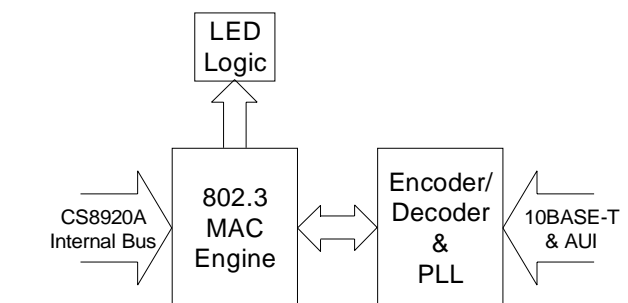 LED
Logic
CS8920A
Internal Bus
802.3
MAC
Engine
Encoder/
Decoder
&
PLL
10BASE-T
& AUI